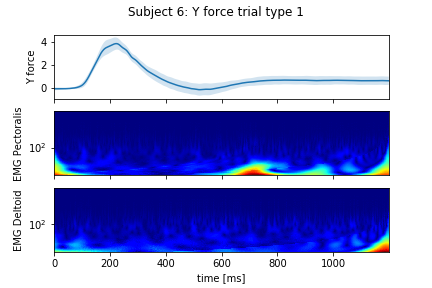 Subject 6: Y force trial type 1
4
2
0
Y force
10²
EMG Pectoralis
10²
EMG Deltoid
0 200 400 600 800 1000
time [ms]